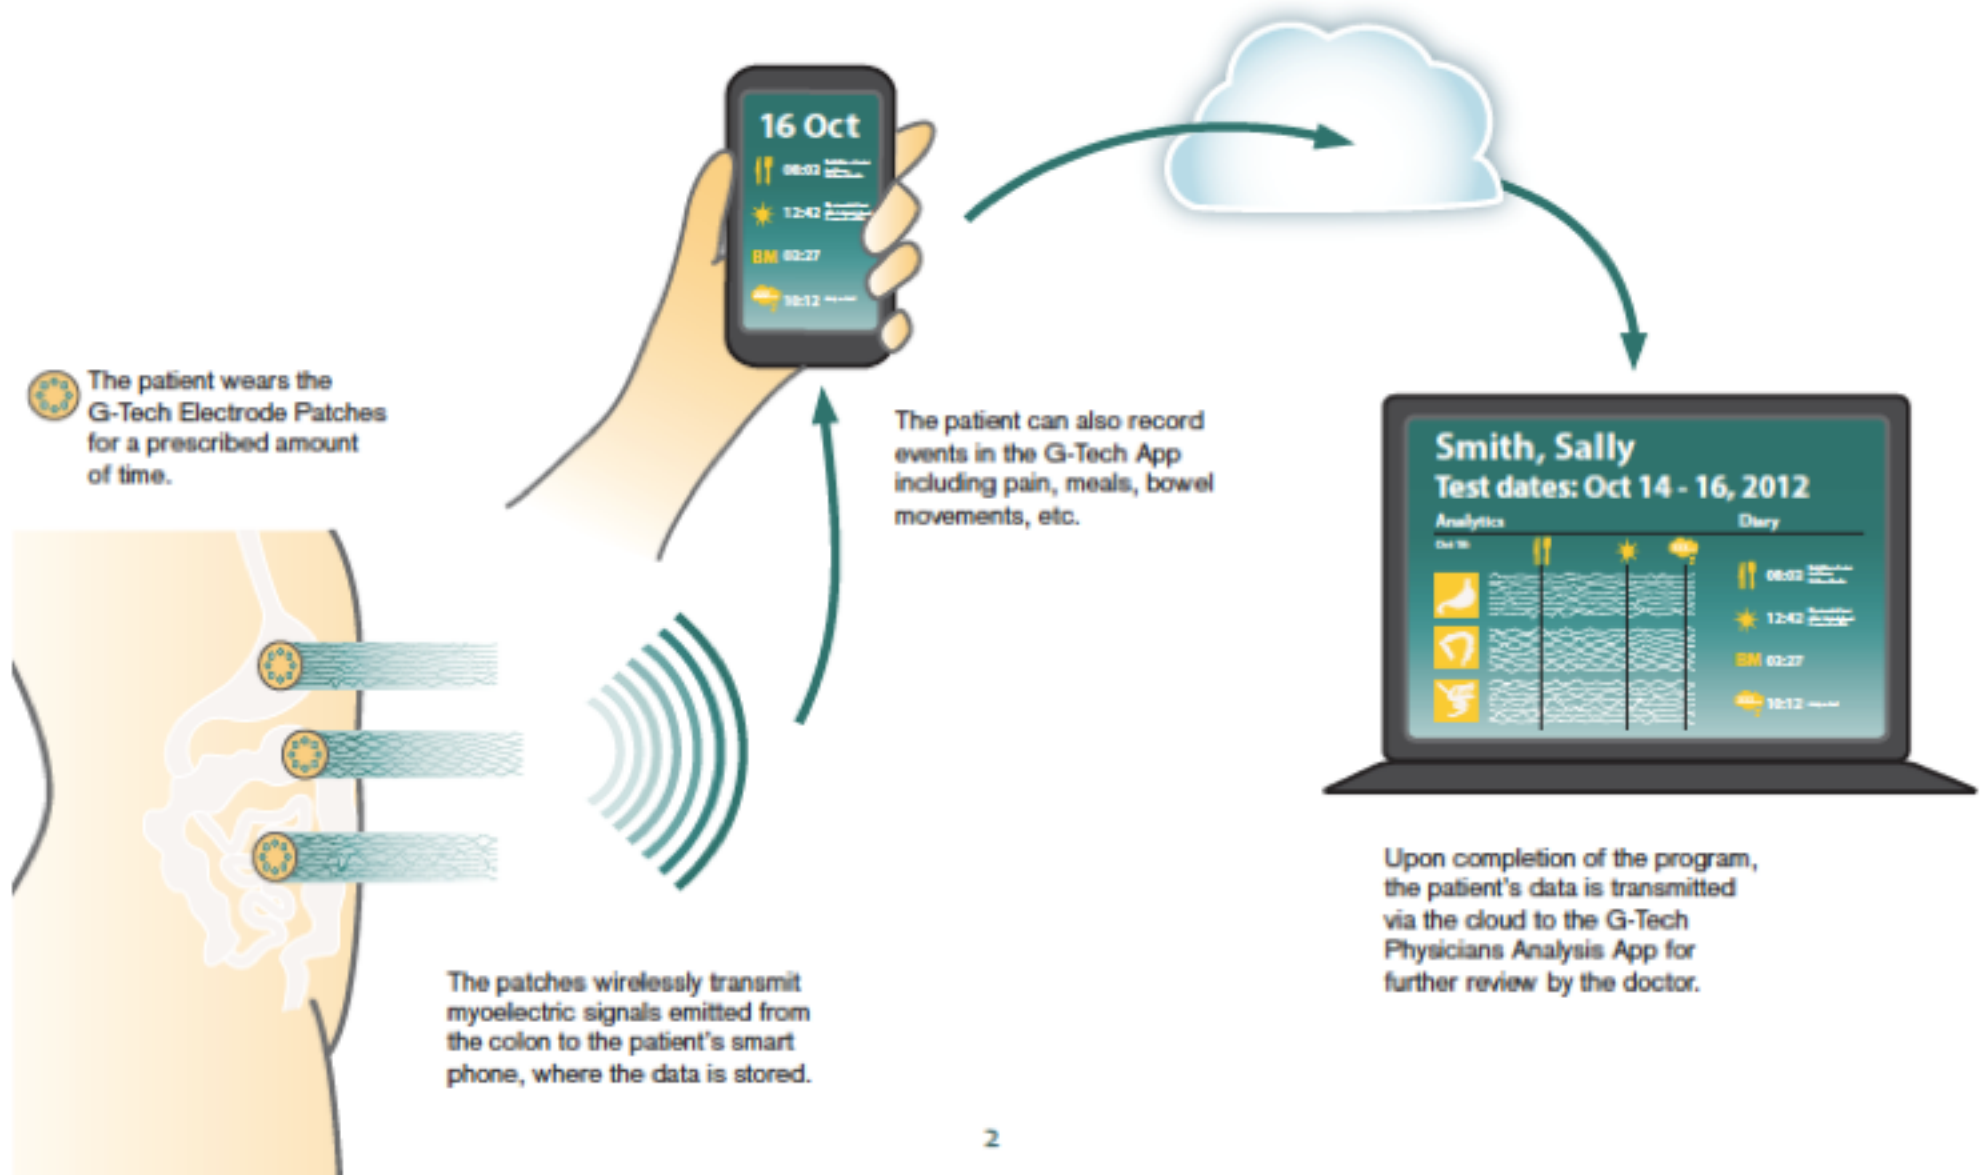 16 Oct
08:02
12:42
BM 03:27
10:12
The patient wears the
G-Tech Electrode Patches
for a prescribed amount
of time.
The patient can also record
events in the G-Tech App
including pain, meals, bowel
movements, etc.
Smith, Sally
Test dates: Oct 14 - 16, 2012
Analytics
Diary
08:02
12:42
BM 03:27
10:12
The patches wirelessly transmit
myoelectric signals emitted from
the colon to the patient's smart
phone, where the data is stored.
Upon completion of the program,
the patient's data is transmitted
via the cloud to the G-Tech
Physicians Analysis App for
further review by the doctor.
2